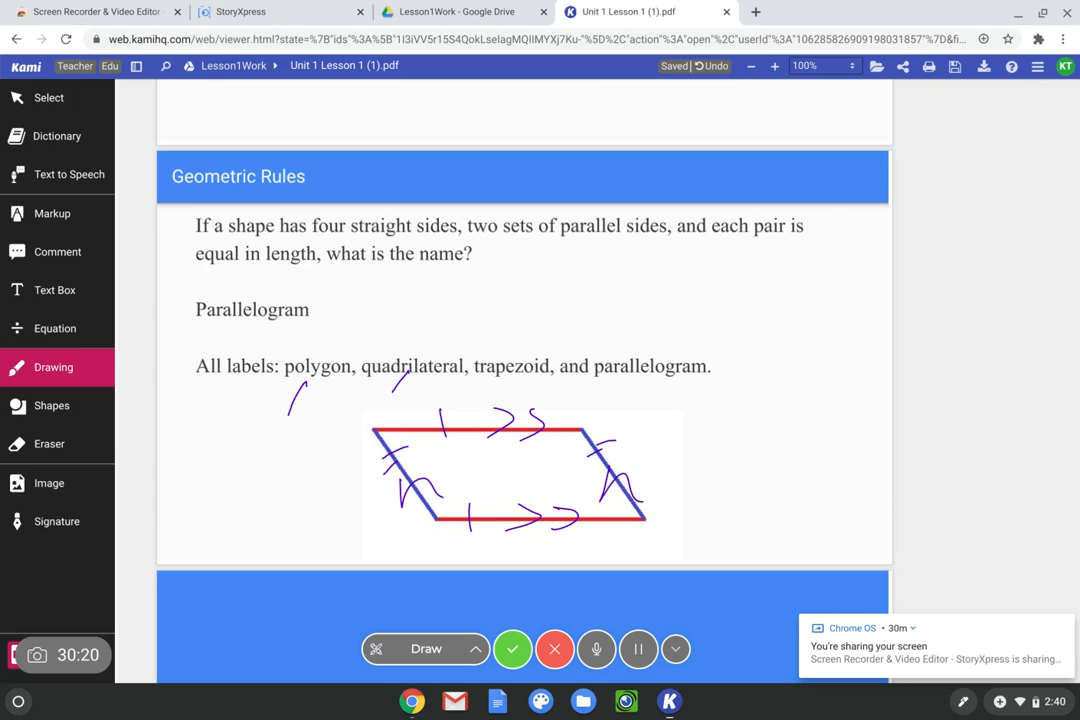 Screen Recorder & Video Editor -
StoryXpress
Lesson1Work - Google Drive
Unit 1 Lesson 1 (1).pdf
web.kamihq.com/web/viewer.html?state=%7B"ids"%3A%5B"1I3iVV5r15S4QokLseIagMQIIMYXj7Ku-"%5D%2C"action"%3A"open"%2C"userId"%3A"106285826909198031857"%7D&fi...
Kami Teacher Edu Lesson1Work Unit 1 Lesson 1 (1).pdf Saved Undo 100% KT
Select
Dictionary
Text to Speech
Markup
Comment
Text Box
Equation
Drawing
Shapes
Eraser
Image
Signature
30:20
Geometric Rules
If a shape has four straight sides, two sets of parallel sides, and each pair is
equal in length, what is the name?
Parallelogram
All labels: polygon, quadrilateral, trapezoid, and parallelogram.
Draw
Chrome OS • 30m
You're sharing your screen
Screen Recorder & Video Editor - StoryXpress is sharing...
2:40